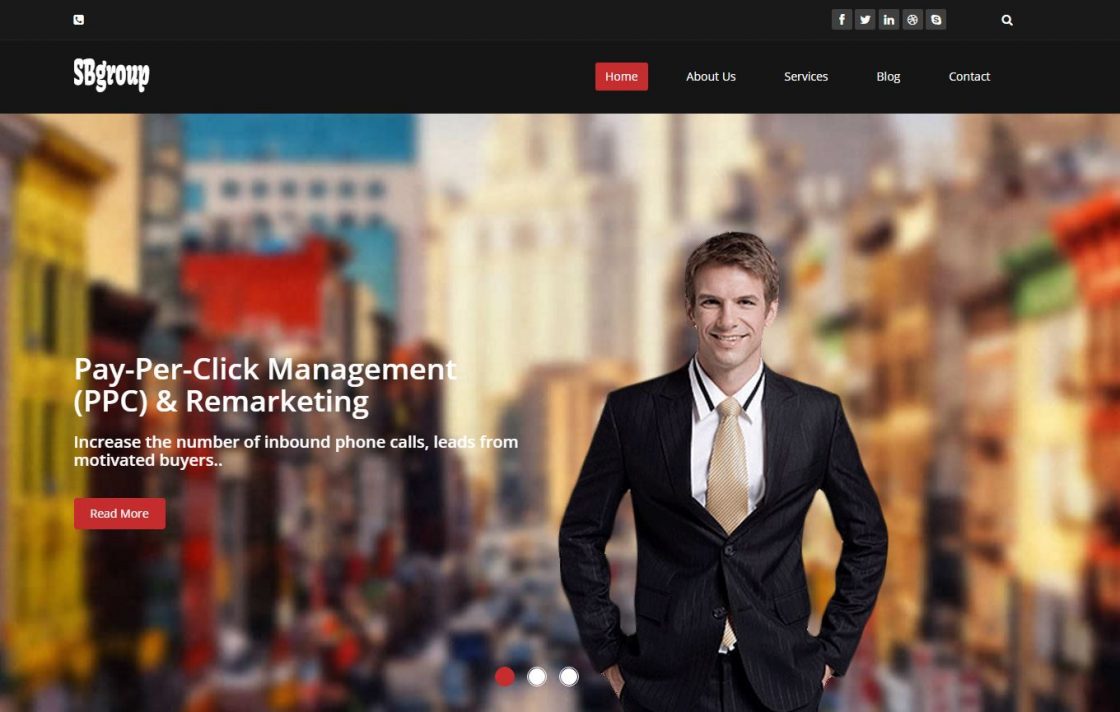 SBgroup
Home About Us Services Blog Contact
Pay-Per-Click Management
(PPC) & Remarketing
Increase the number of inbound phone calls, leads from
motivated buyers..
Read More